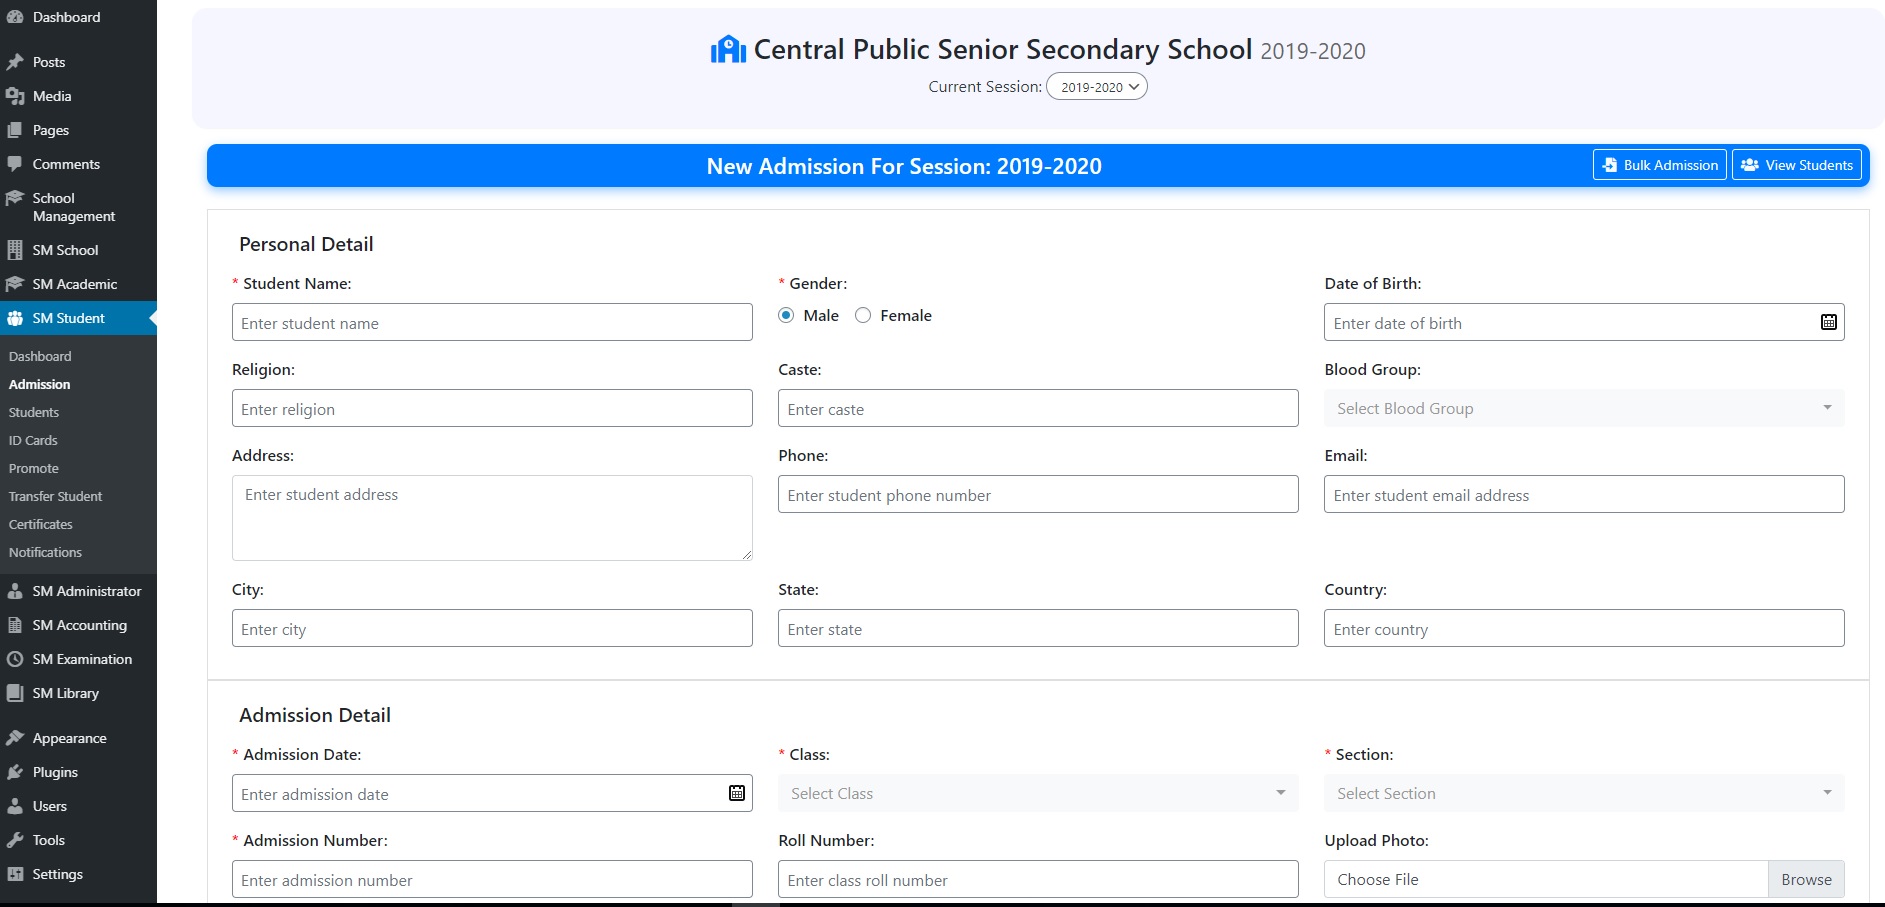 Dashboard
Posts
Media
Pages
Comments
School
Management
SM School
SM Academic
SM Student
Dashboard
Admission
Students
ID Cards
Promote
Transfer Student
Certificates
Notifications
SM Administrator
SM Accounting
SM Examination
SM Library
Appearance
Plugins
Users
Tools
Settings
Central Public Senior Secondary School 2019-2020
Current Session: 2019-2020
New Admission For Session: 2019-2020 Bulk Admission View Students
Personal Detail
* Student Name: * Gender: Date of Birth:
Enter student name Male Female Enter date of birth
Religion: Caste: Blood Group:
Enter religion Enter caste Select Blood Group
Address: Phone: Email:
Enter student address Enter student phone number Enter student email address
City: State: Country:
Enter city Enter state Enter country
Admission Detail
* Admission Date: * Class: * Section:
Enter admission date Select Class Select Section
* Admission Number: Roll Number: Upload Photo:
Enter admission number Enter class roll number Choose File Browse